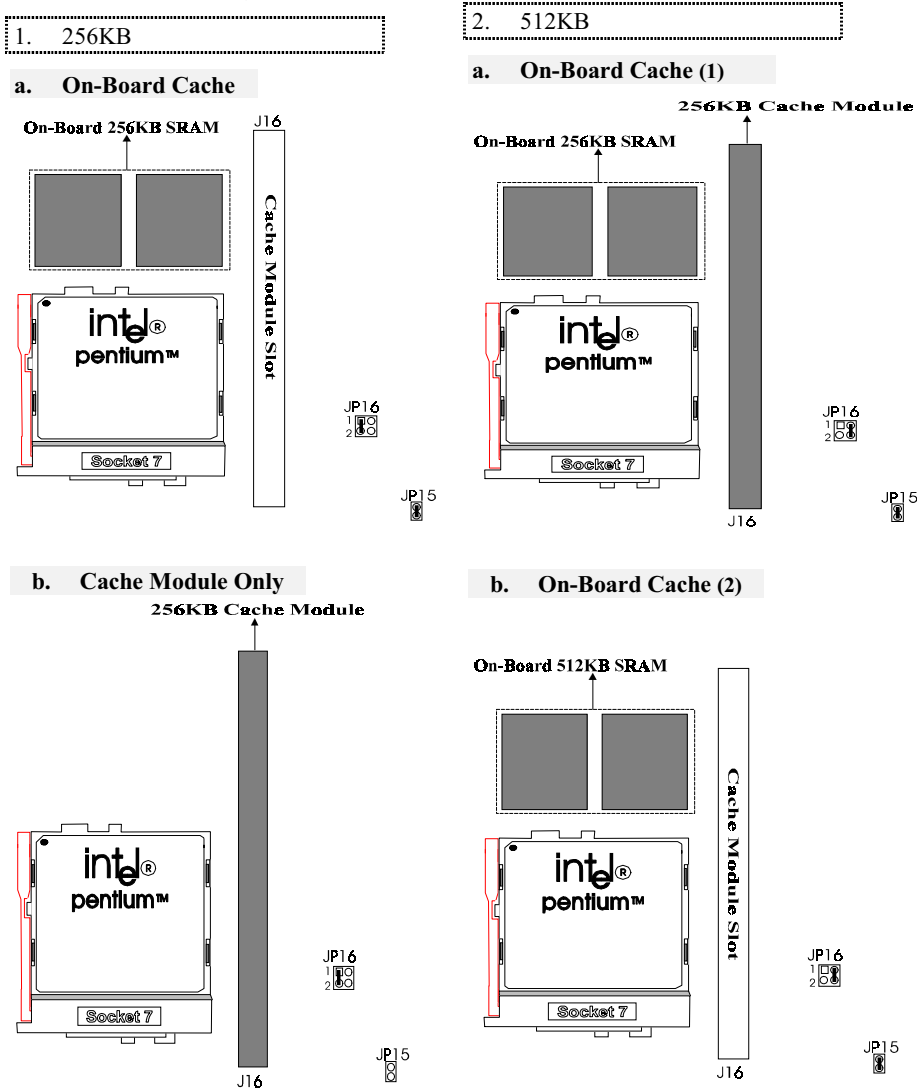 1. 256KB
a. On-Board Cache
On-Board 256KB SRAM
J16
Cache Module Slot
intel®
pentium™
Socket 7
JP16
1
2
JP15
b. Cache Module Only
256KB Cache Module
intel®
pentium™
Socket 7
J16
JP16
1
2
JP15
2. 512KB
a. On-Board Cache (1)
256KB Cache Module
On-Board 256KB SRAM
intel®
pentium™
Socket 7
J16
JP16
1
2
JP15
b. On-Board Cache (2)
On-Board 512KB SRAM
Cache Module Slot
intel®
pentium™
Socket 7
J16
JP16
1
2
JP15